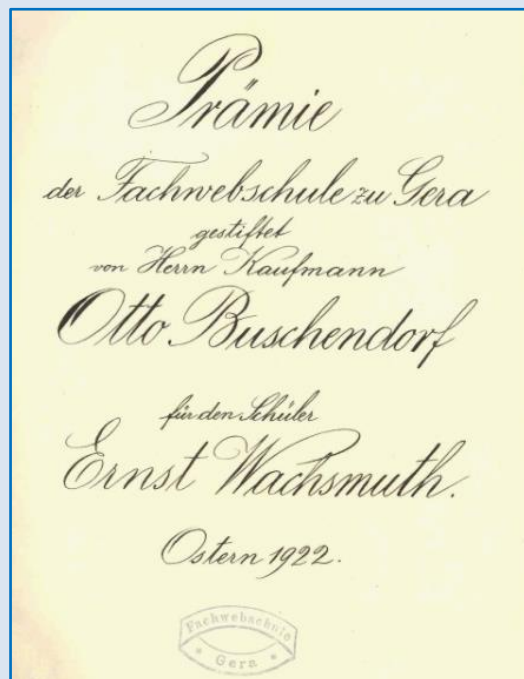 Prämie
der Fachwebschule zu Gera
gestiftet
von Herrn Kaufmann
Otto Buschendorf
für den Schüler
Ernst Wachsmuth.
Ostern 1922.
Fachwebschule
* Gera *